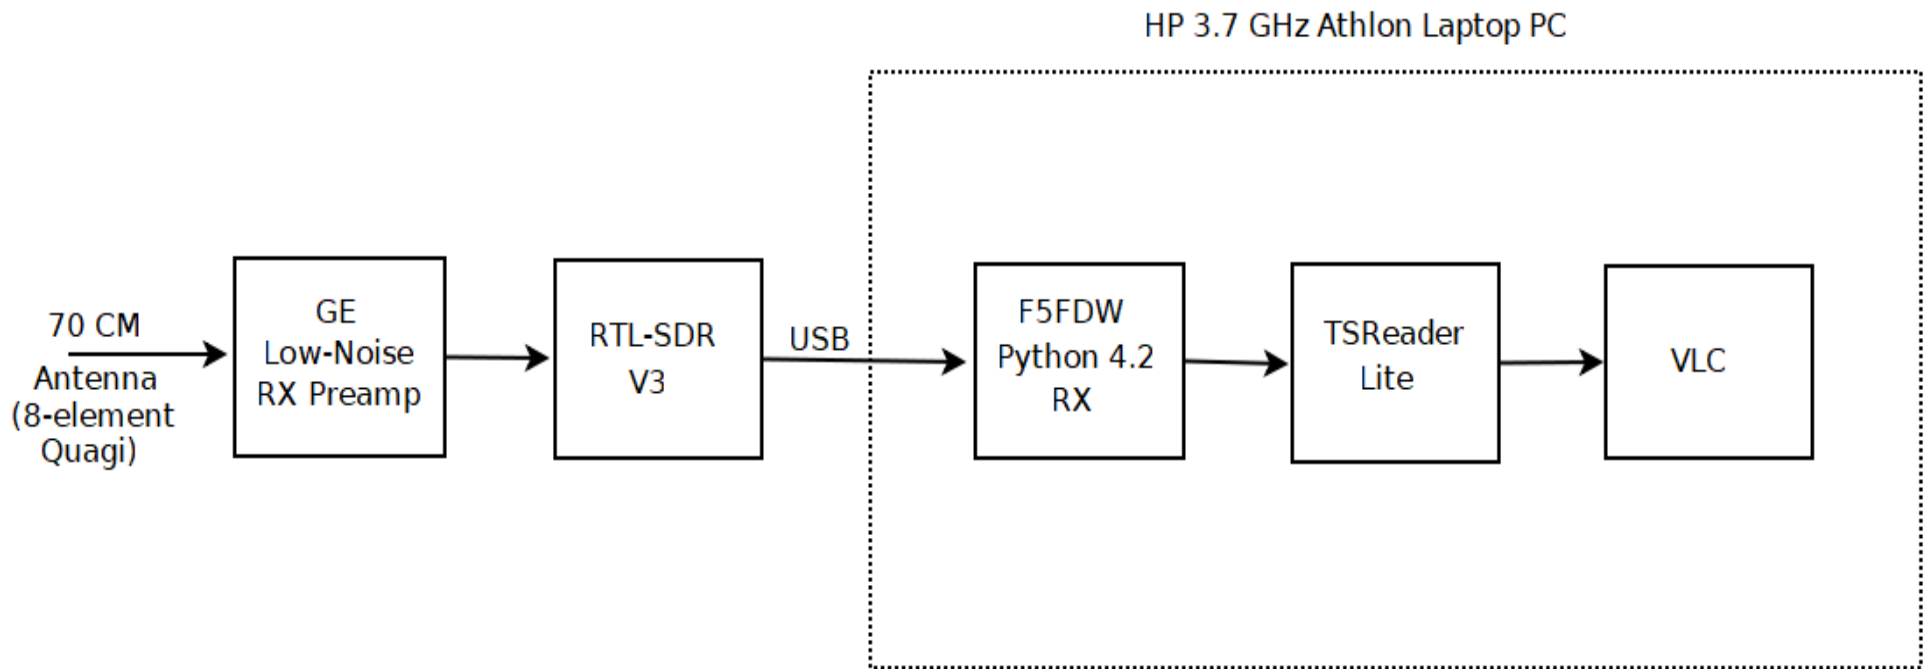 HP 3.7 GHz Athlon Laptop PC
70 CM
Antenna
(8-element
Quagi)
GE
Low-Noise
RX Preamp
RTL-SDR
V3
USB
F5FDW
Python 4.2
RX
TSReader
Lite
VLC